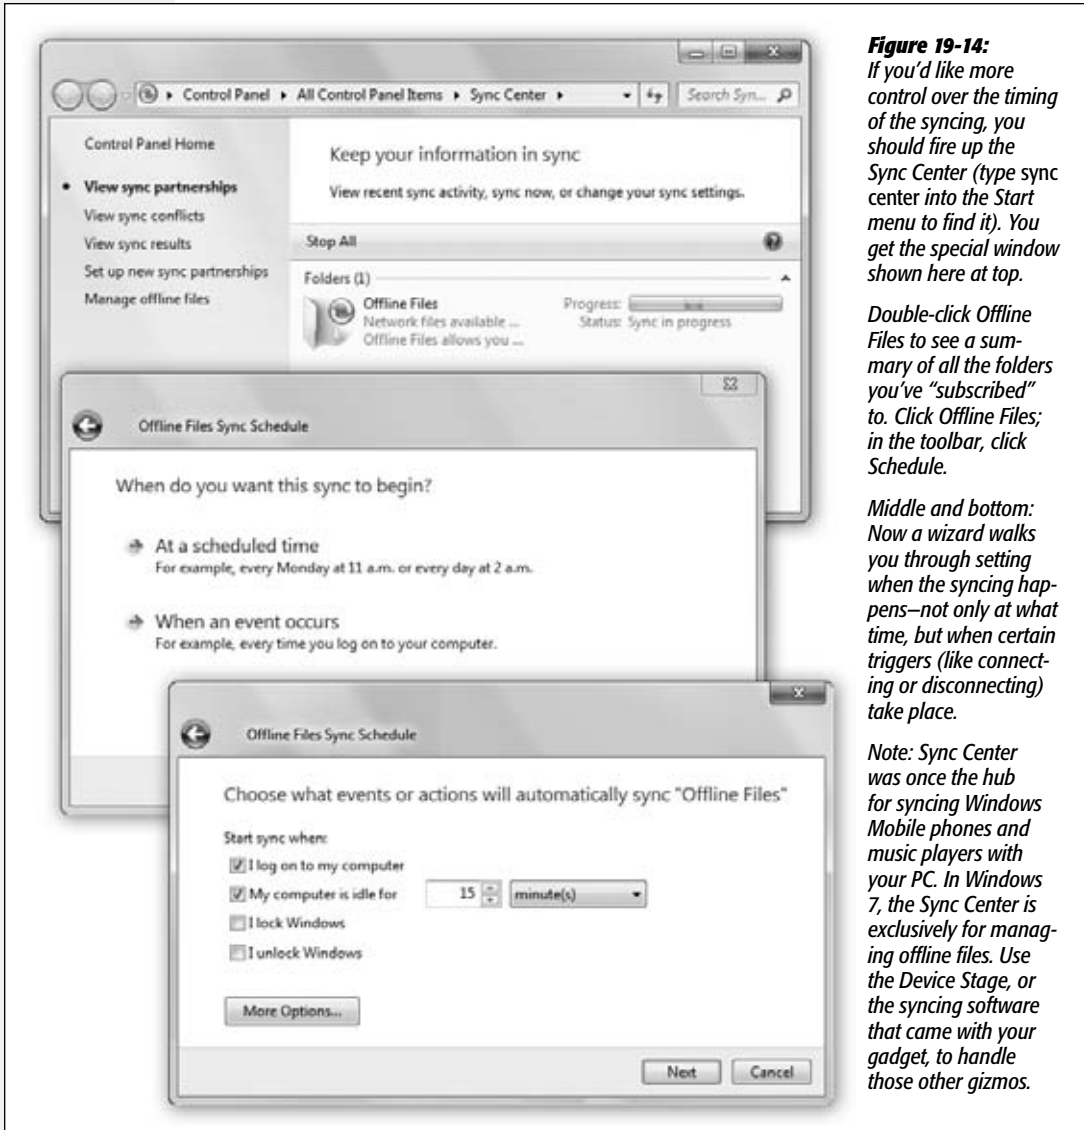 Control Panel ▸ All Control Panel Items ▸ Sync Center ▸
Search Syn...
Control Panel Home
View sync partnerships
View sync conflicts
View sync results
Set up new sync partnerships
Manage offline files
Keep your information in sync
View recent sync activity, sync now, or change your sync settings.
Stop All
Folders (1)
Offline Files
Network files available ...
Offline Files allows you ...
Progress:
Status: Sync in progress
Offline Files Sync Schedule
When do you want this sync to begin?
At a scheduled time
For example, every Monday at 11 a.m. or every day at 2 a.m.
When an event occurs
For example, every time you log on to your computer.
Offline Files Sync Schedule
Choose what events or actions will automatically sync "Offline Files"
Start sync when:
I log on to my computer
My computer is idle for 15 minute(s)
I lock Windows
I unlock Windows
More Options...
Next Cancel
Figure 19-14:
If you'd like more
control over the timing
of the syncing, you
should fire up the
Sync Center (type sync
center into the Start
menu to find it). You
get the special window
shown here at top.
Double-click Offline
Files to see a sum-
mary of all the folders
you've “subscribed”
to. Click Offline Files;
in the toolbar, click
Schedule.
Middle and bottom:
Now a wizard walks
you through setting
when the syncing hap-
pens—not only at what
time, but when certain
triggers (like connect-
ing or disconnecting)
take place.
Note: Sync Center
was once the hub
for syncing Windows
Mobile phones and
music players with
your PC. In Windows
7, the Sync Center is
exclusively for manag-
ing offline files. Use
the Device Stage, or
the syncing software
that came with your
gadget, to handle
those other gizmos.